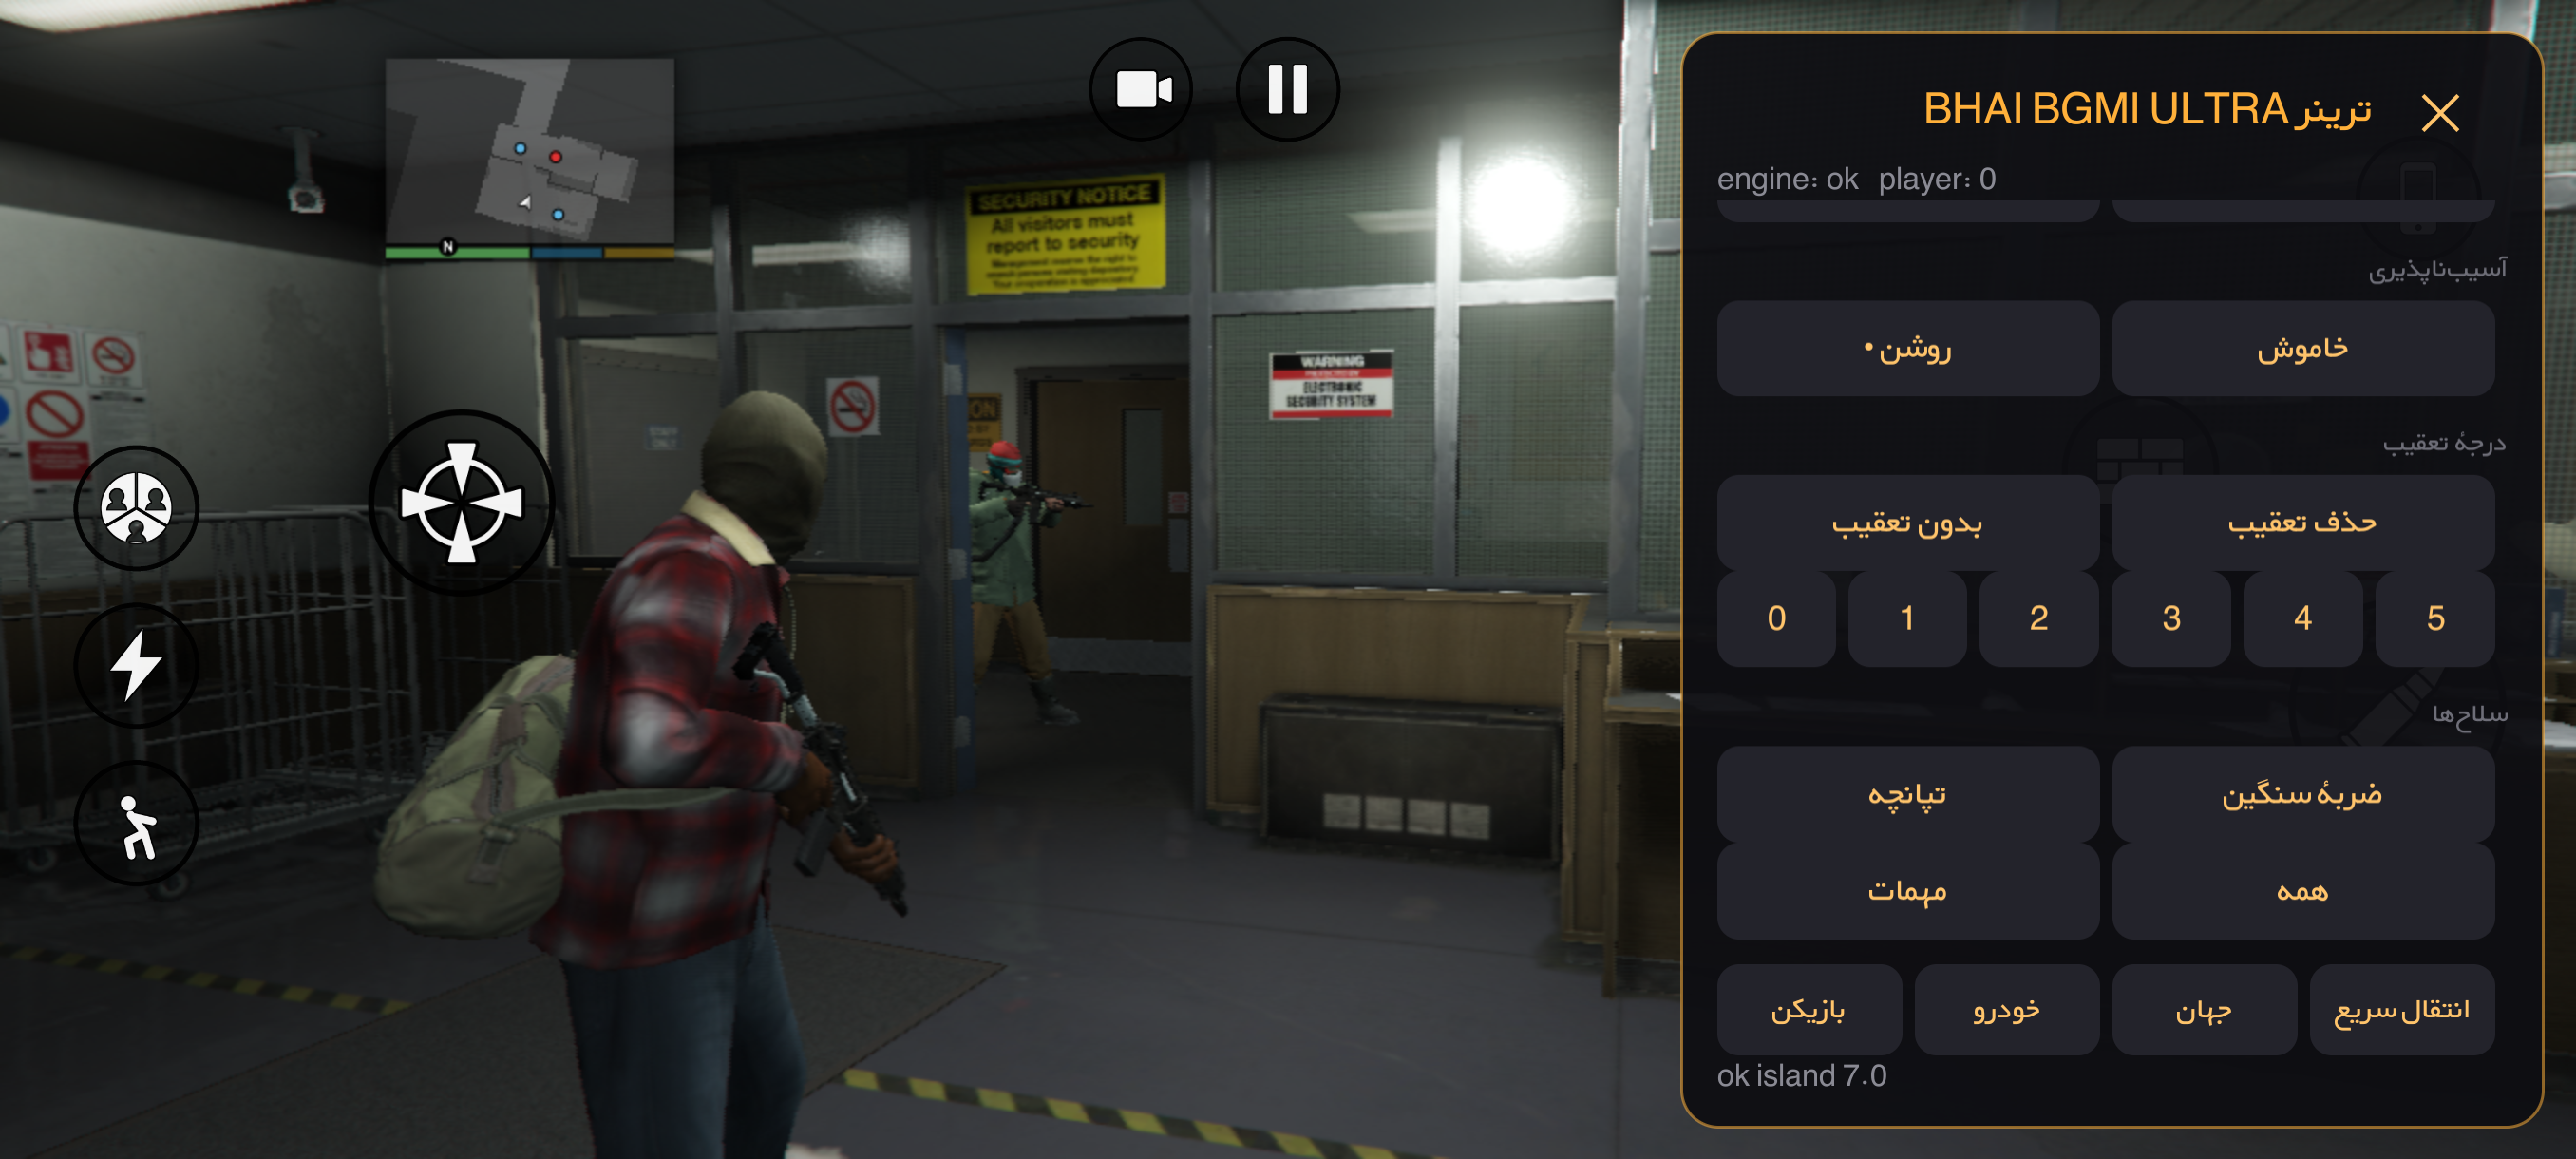 BHAI BGMI ULTRA ترینر
engine: ok player: 0
آسیب‌ناپذیری
خاموش
روشن •
درجهٔ تعقیب
حذف تعقیب
بدون تعقیب
0 1 2 3 4 5
سلاح‌ها
ضربهٔ سنگین
تپانچه
همه
مهمات
انتقال سریع
جهان
خودرو
بازیکن
ok island 7.0
N
SECURITY NOTICE
All visitors must
report to security
WARNING
ELECTRONIC
SECURITY SYSTEM